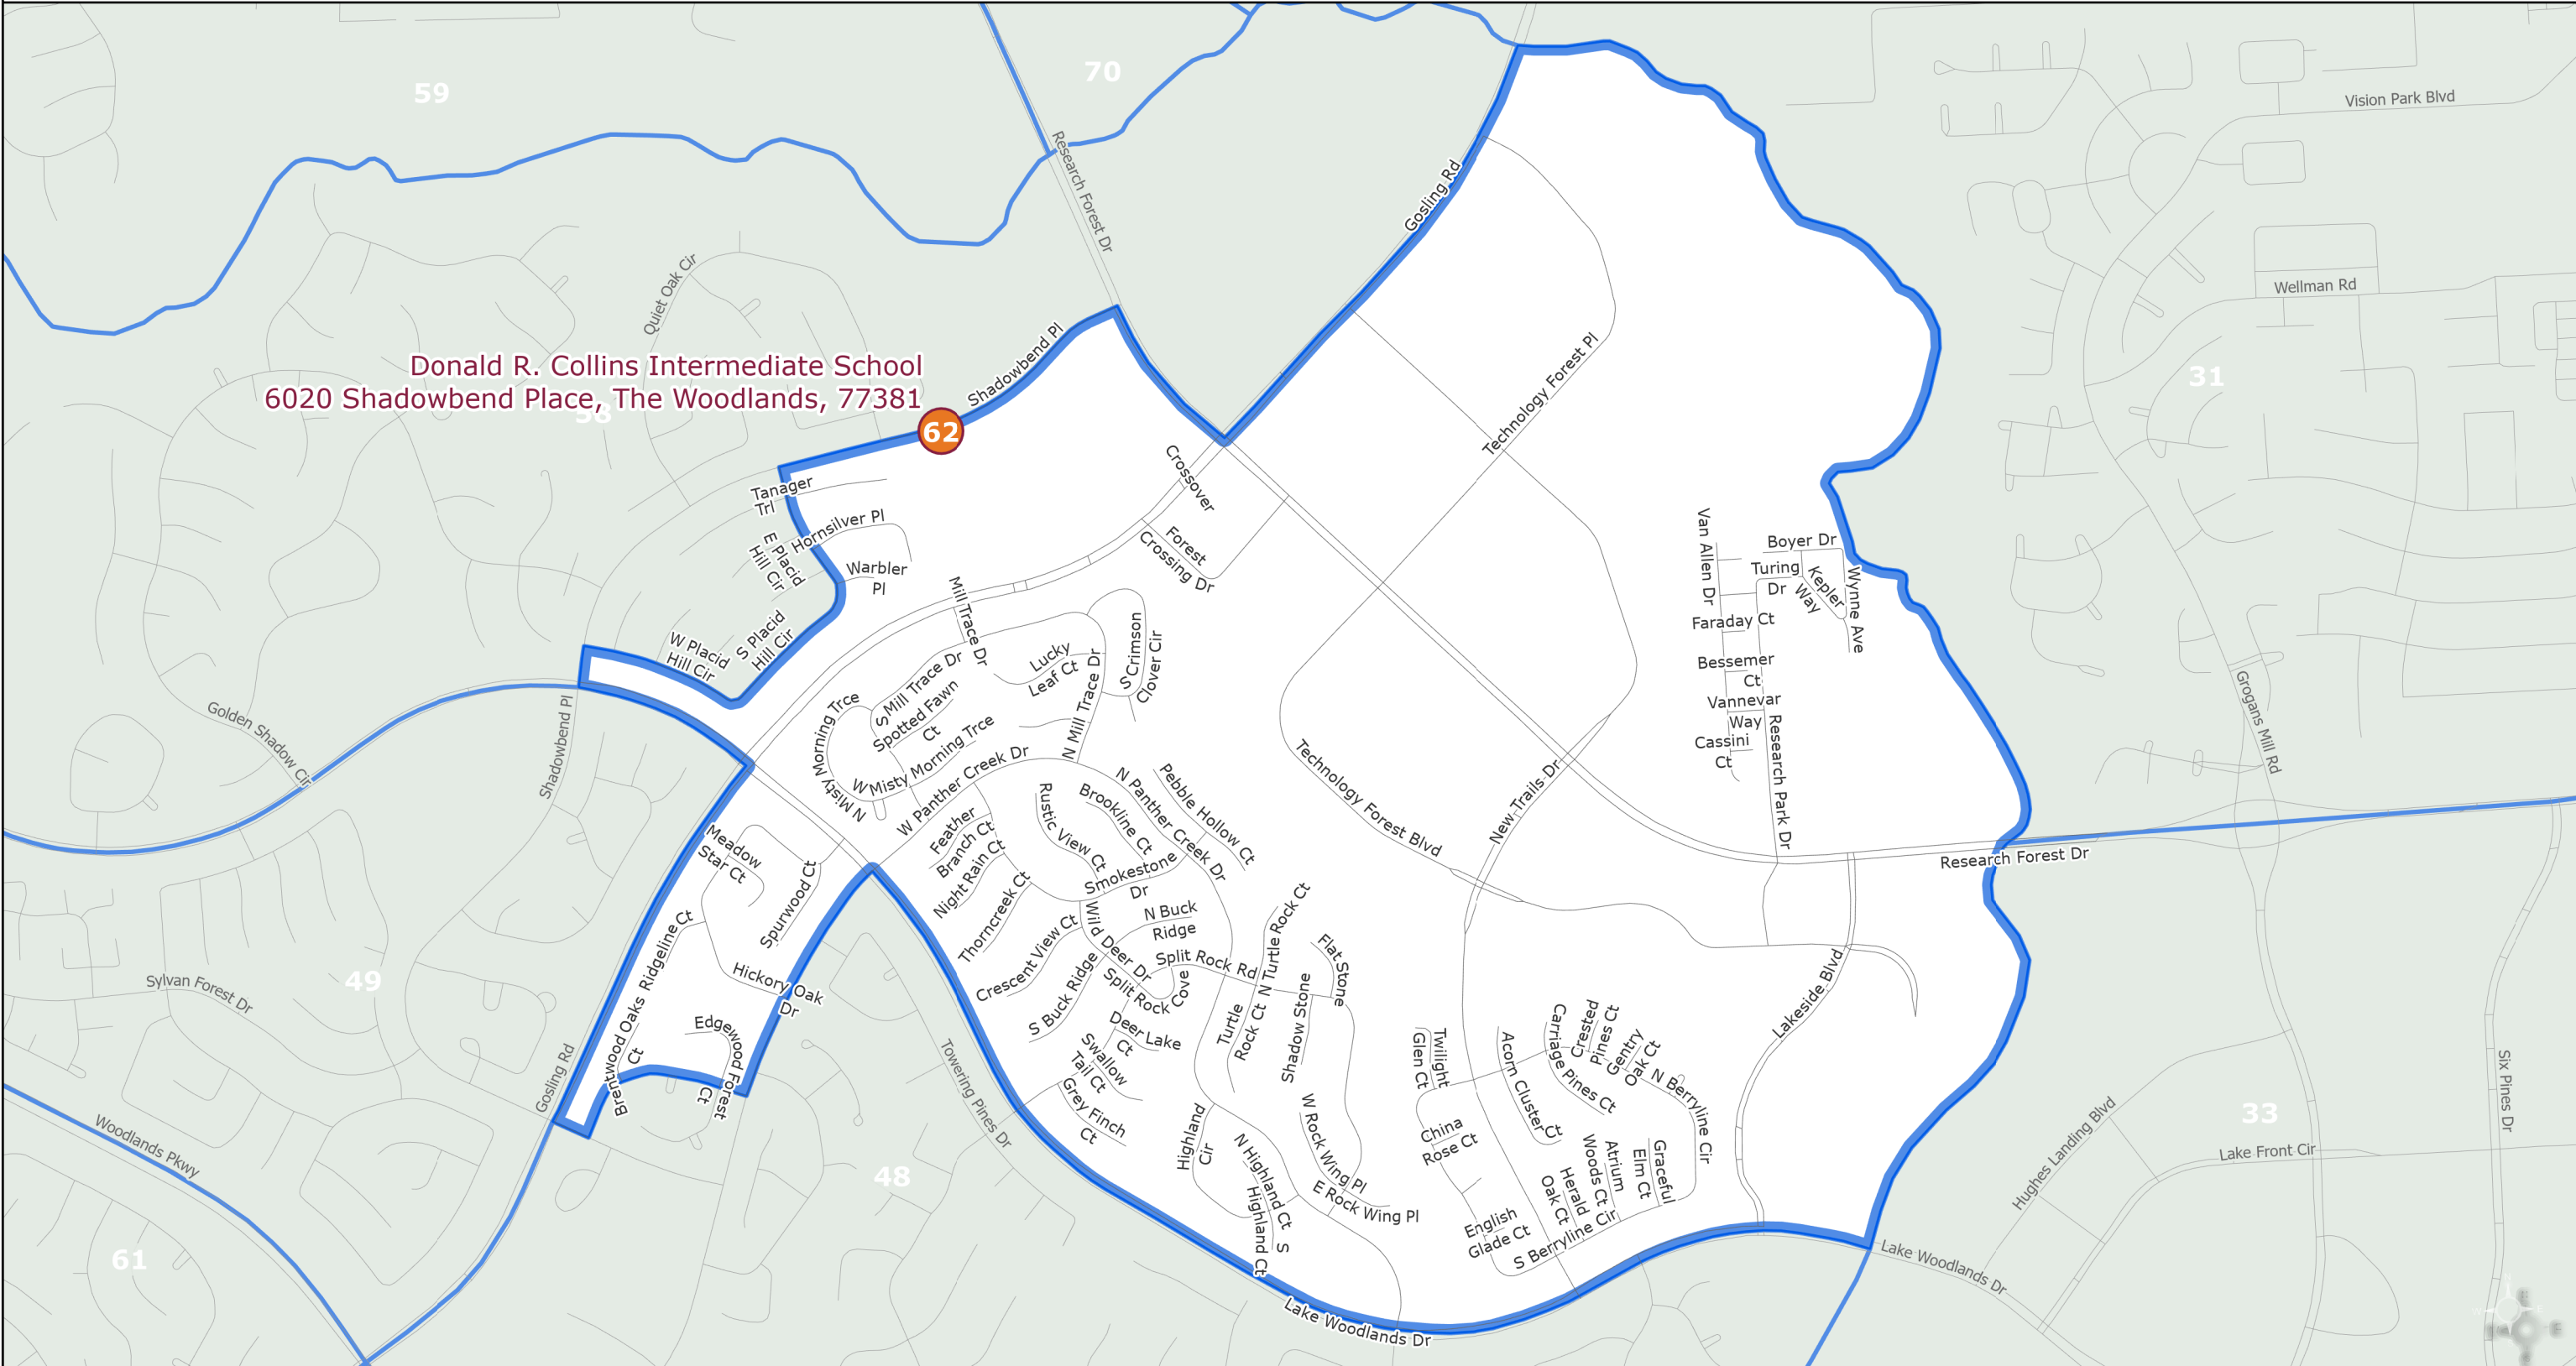 59
70
Vision Park Blvd
Research Forest Dr
Gosling Rd
Quiet Oak Cir
Wellman Rd
Donald R. Collins Intermediate School
6020 Shadowbend Place, The Woodlands, 77381
58
62
Shadowbend Pl
31
Technology Forest Pl
Crossover
Tanager
Trl
Hornsilver Pl
E Placid
Hill Cir
Warbler
Pl
Forest
Crossing Dr
Van Allen Dr
Boyer Dr
Turing
Dr
Kepler
Way
Wynne Ave
Faraday Ct
Bessemer
Ct
Vannevar
Way
Cassini
Ct
Research Park Dr
Mill Trace Dr
W Placid
Hill Cir
S Placid
Hill Cir
Lucky
Leaf Ct
S Crimson
Clover Cir
S Mill Trace Dr
Spotted Fawn
Ct
N Mill Trace Dr
N Misty Morning Trce
W Misty Morning Trce
Golden Shadow Cir
Shadowbend Pl
Grogans Mill Rd
W Panther Creek Dr
N Panther Creek Dr
Pebble Hollow Ct
Brookline Ct
Rustic View Ct
Technology Forest Blvd
New Trails Dr
Research Forest Dr
Feather
Branch Ct
Night Rain Ct
Thorncreek Ct
Smokestone
Dr
Meadow
Star Ct
Spurwood Ct
Ridgeline Ct
Hickory Oak
Dr
Brentwood Oaks
Ct
Edgewood Forest
Ct
Crescent View Ct
Wild Deer Dr
N Buck
Ridge
S Buck Ridge
Split Rock Rd
Split Rock
Cove
N Turtle Rock Ct
Turtle
Rock Ct
Flat Stone
Shadow Stone
Deer Lake
Ct
Swallow
Tail Ct
Grey Finch
Ct
Lakeside Blvd
49
Sylvan Forest Dr
Gosling Rd
Towering Pines Dr
Twilight
Glen Ct
Acorn Cluster Ct
Carriage Pines Ct
Crested
Pines Ct
Gentry
Oak Ct
N Berryline Cir
Six Pines Dr
Woodlands Pkwy
48
Highland
Cir
N Highland Ct
S
Highland Ct
W Rock Wing Pl
E Rock Wing Pl
China
Rose Ct
Herald
Oak Ct
Atrium
Woods Ct
Graceful
Elm Ct
English
Glade Ct
S Berryline Cir
Hughes Landing Blvd
33
Lake Front Cir
61
Lake Woodlands Dr
Lake Woodlands Dr